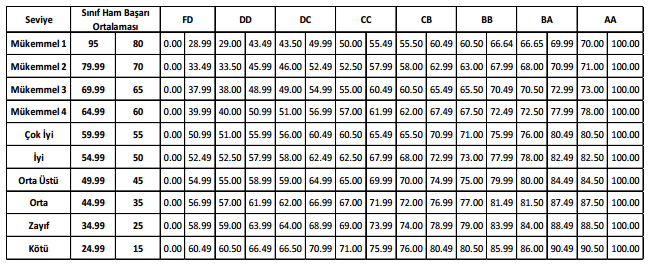 Seviye Sınıf Ham Başarı Ortalaması FD DD DC CC CB BB BA AA
Mükemmel 1 95 80 0.00 28.99 29.00 43.49 43.50 49.99 50.00 55.49 55.50 60.49 60.50 66.64 66.65 69.99 70.00 100.00
Mükemmel 2 79.99 70 0.00 33.49 33.50 45.99 46.00 52.49 52.50 57.99 58.00 62.99 63.00 67.99 68.00 70.99 71.00 100.00
Mükemmel 3 69.99 65 0.00 37.99 38.00 48.99 49.00 54.99 55.00 60.49 60.50 65.49 65.50 70.49 70.50 72.99 73.00 100.00
Mükemmel 4 64.99 60 0.00 39.99 40.00 50.99 51.00 56.99 57.00 61.99 62.00 67.49 67.50 72.49 72.50 77.99 78.00 100.00
Çok İyi 59.99 55 0.00 50.99 51.00 55.99 56.00 60.49 60.50 65.49 65.50 70.99 71.00 75.99 76.00 80.49 80.50 100.00
İyi 54.99 50 0.00 52.49 52.50 57.99 58.00 62.49 62.50 67.99 68.00 72.99 73.00 77.99 78.00 82.49 82.50 100.00
Orta Üstü 49.99 45 0.00 54.99 55.00 58.99 59.00 64.99 65.00 69.99 70.00 74.99 75.00 79.99 80.00 84.49 84.50 100.00
Orta 44.99 35 0.00 56.99 57.00 61.99 62.00 66.99 67.00 71.99 72.00 76.99 77.00 81.49 81.50 87.49 87.50 100.00
Zayıf 34.99 25 0.00 58.99 59.00 63.99 64.00 68.99 69.00 73.99 74.00 78.99 79.00 83.99 84.00 88.49 88.50 100.00
Kötü 24.99 15 0.00 60.49 60.50 66.49 66.50 70.99 71.00 75.99 76.00 80.49 80.50 85.99 86.00 90.49 90.50 100.00